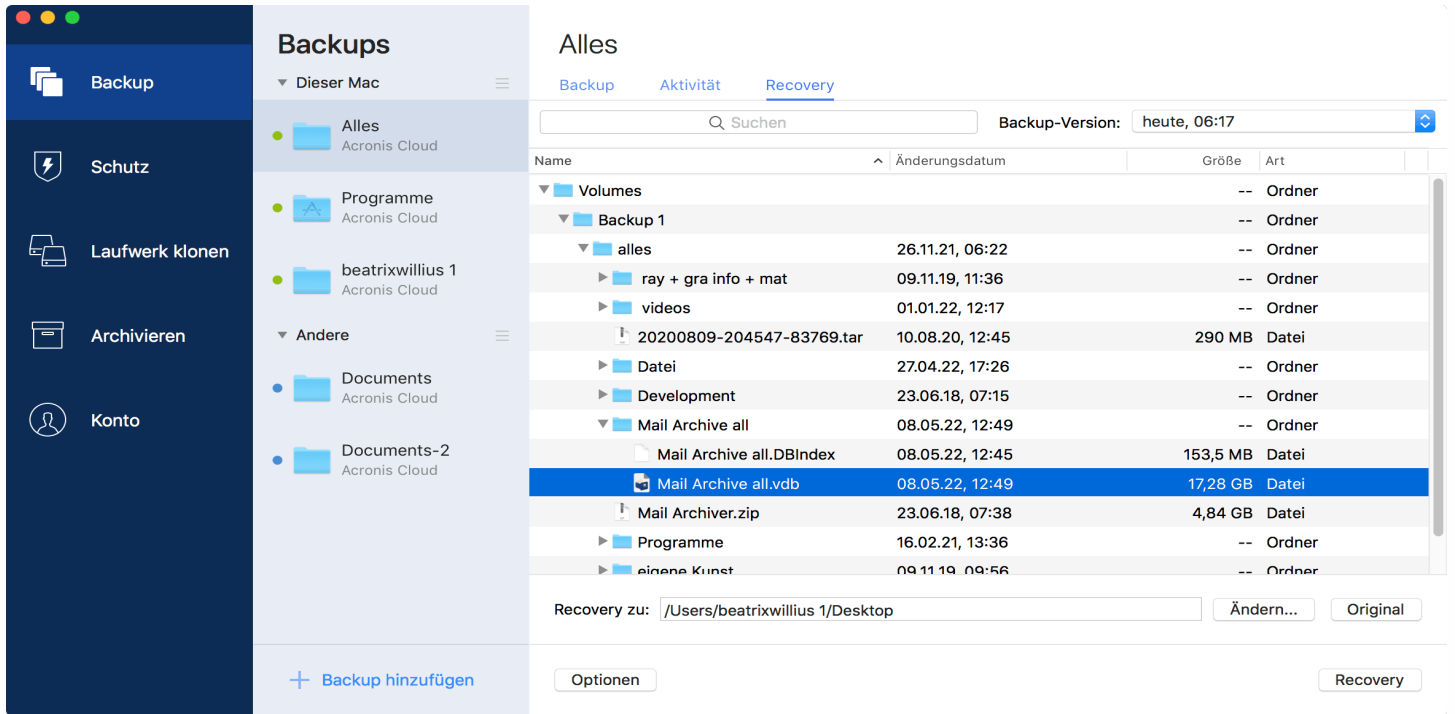 Backup
Schutz
Laufwerk klonen
Archivieren
Konto
Backups
Dieser Mac
Alles
Acronis Cloud
Programme
Acronis Cloud
beatrixwillius 1
Acronis Cloud
Andere
Documents
Acronis Cloud
Documents-2
Acronis Cloud
Backup hinzufügen
Alles
Backup Aktivität Recovery
Suchen Backup-Version: heute, 06:17
Name Änderungsdatum Größe Art
Volumes -- Ordner
Backup 1 -- Ordner
alles 26.11.21, 06:22 -- Ordner
ray + gra info + mat 09.11.19, 11:36 -- Ordner
videos 01.01.22, 12:17 -- Ordner
20200809-204547-83769.tar 10.08.20, 12:45 290 MB Datei
Datei 27.04.22, 17:26 -- Ordner
Development 23.06.18, 07:15 -- Ordner
Mail Archive all 08.05.22, 12:49 -- Ordner
Mail Archive all.DBIndex 08.05.22, 12:45 153,5 MB Datei
Mail Archive all.vdb 08.05.22, 12:49 17,28 GB Datei
Mail Archiver.zip 23.06.18, 07:38 4,84 GB Datei
Programme 16.02.21, 13:36 -- Ordner
eigene Kunst 09.11.19, 09:56 -- Ordner
Recovery zu: /Users/beatrixwillius 1/Desktop Ändern... Original
Optionen Recovery